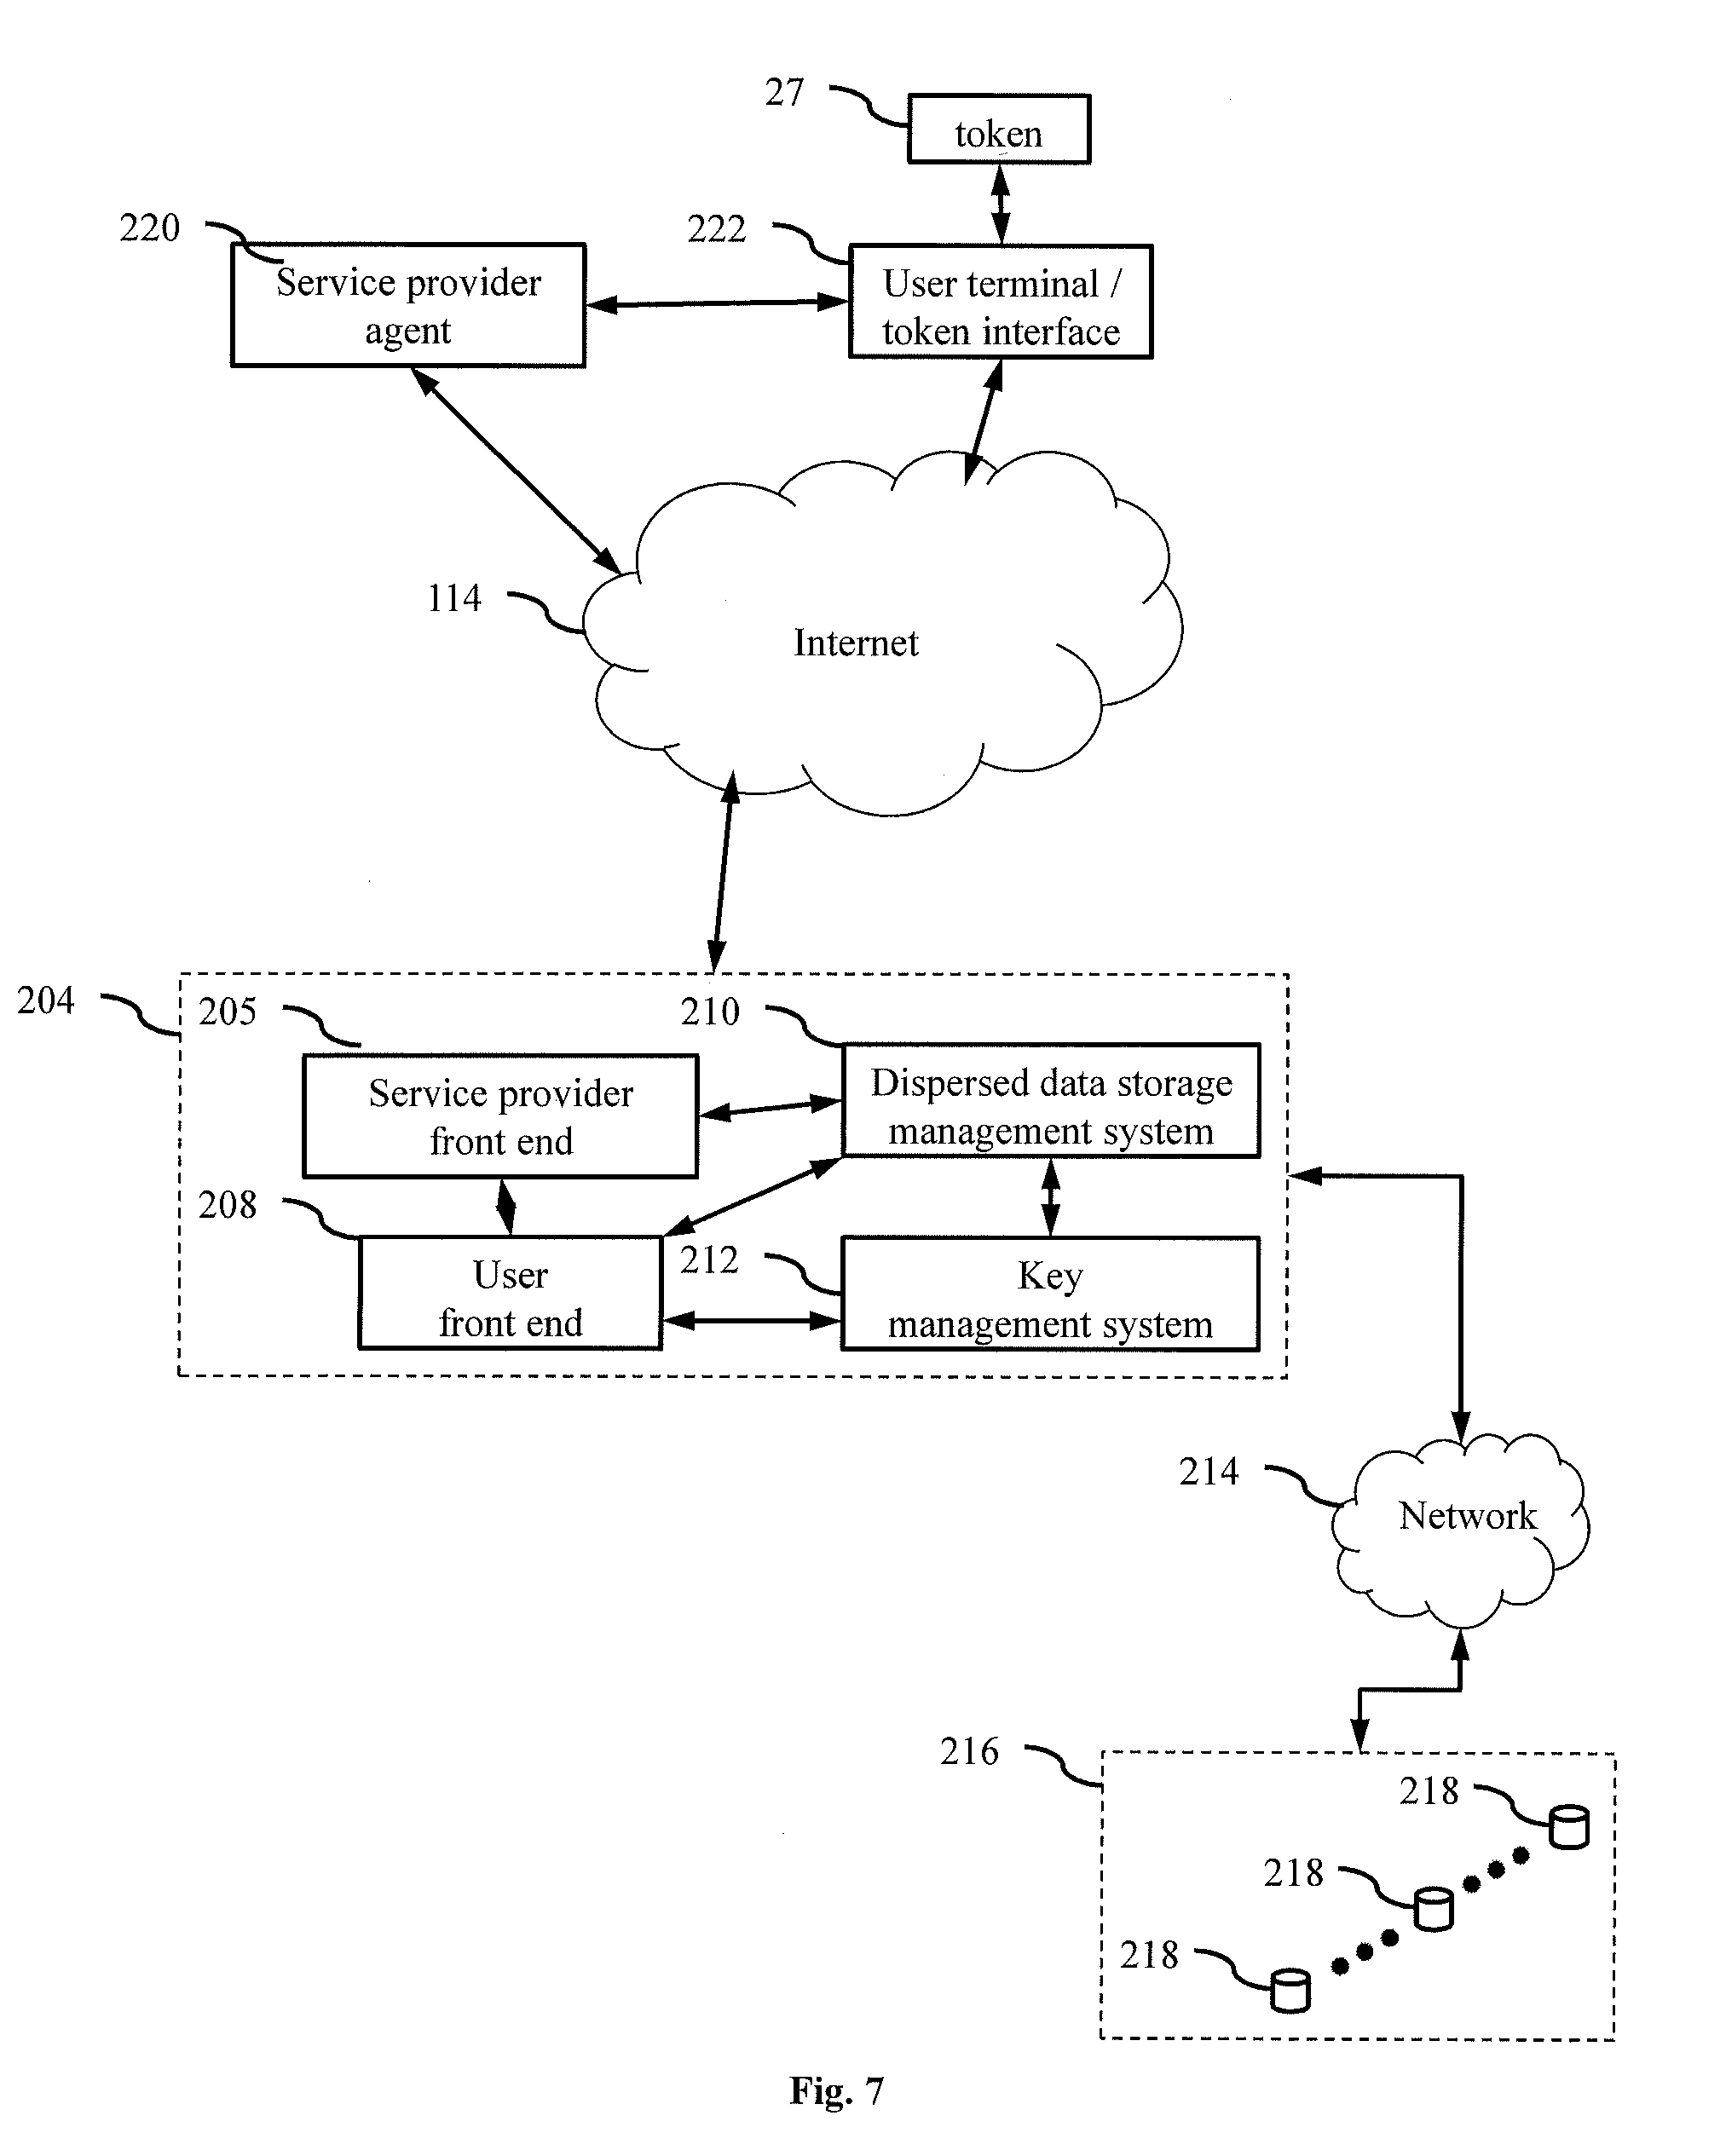 27
token
220
222
Service provider
agent
User terminal /
token interface
114
Internet
204
205
210
Service provider
front end
Dispersed data storage
management system
208
212
User
front end
Key
management system
214
Network
216
218
218
218
Fig. 7